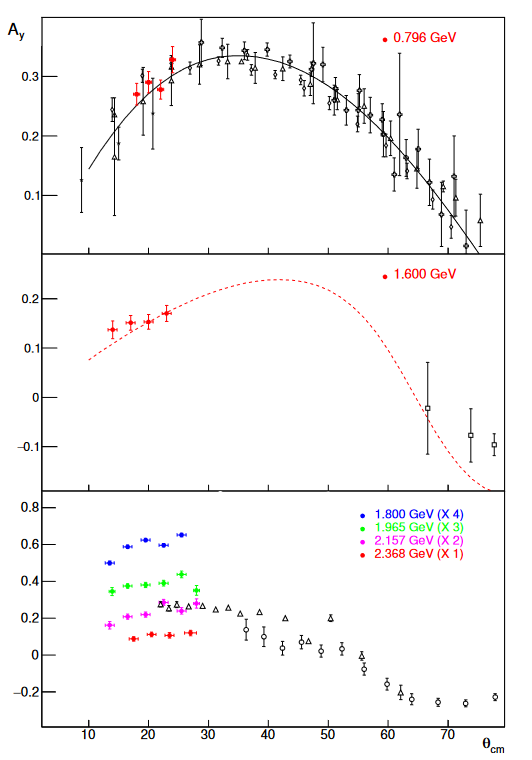 Ay
0.796 GeV
0.3
0.2
0.1
1.600 GeV
0.2
0.1
0
−0.1
0.8
1.800 GeV (X 4)
1.965 GeV (X 3)
2.157 GeV (X 2)
2.368 GeV (X 1)
0.6
0.4
0.2
0
−0.2
10 20 30 40 50 60 70
θcm